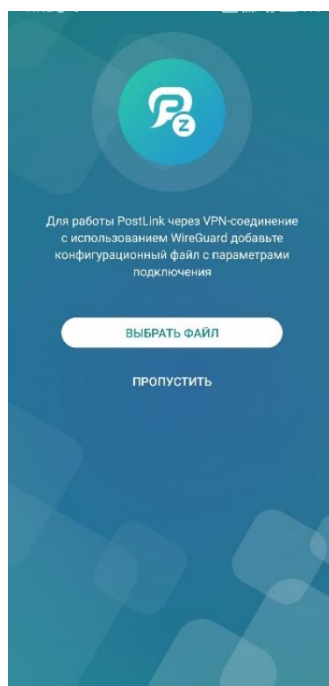 Для работы PostLink через VPN-соединение
с использованием WireGuard добавьте
конфигурационный файл с параметрами
подключения
ВЫБРАТЬ ФАЙЛ
ПРОПУСТИТЬ